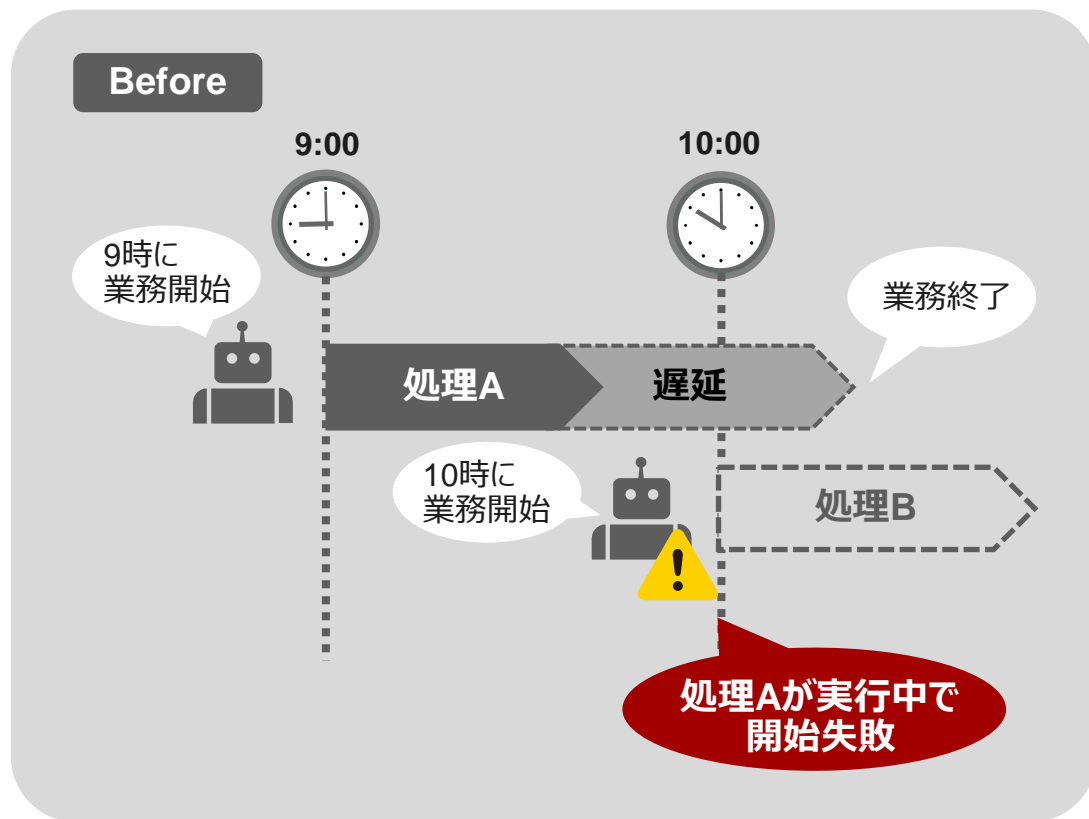 Before
9:00
10:00
9時に
業務開始
業務終了
処理A
遅延
10時に
業務開始
処理B
処理Aが実行中で
開始失敗